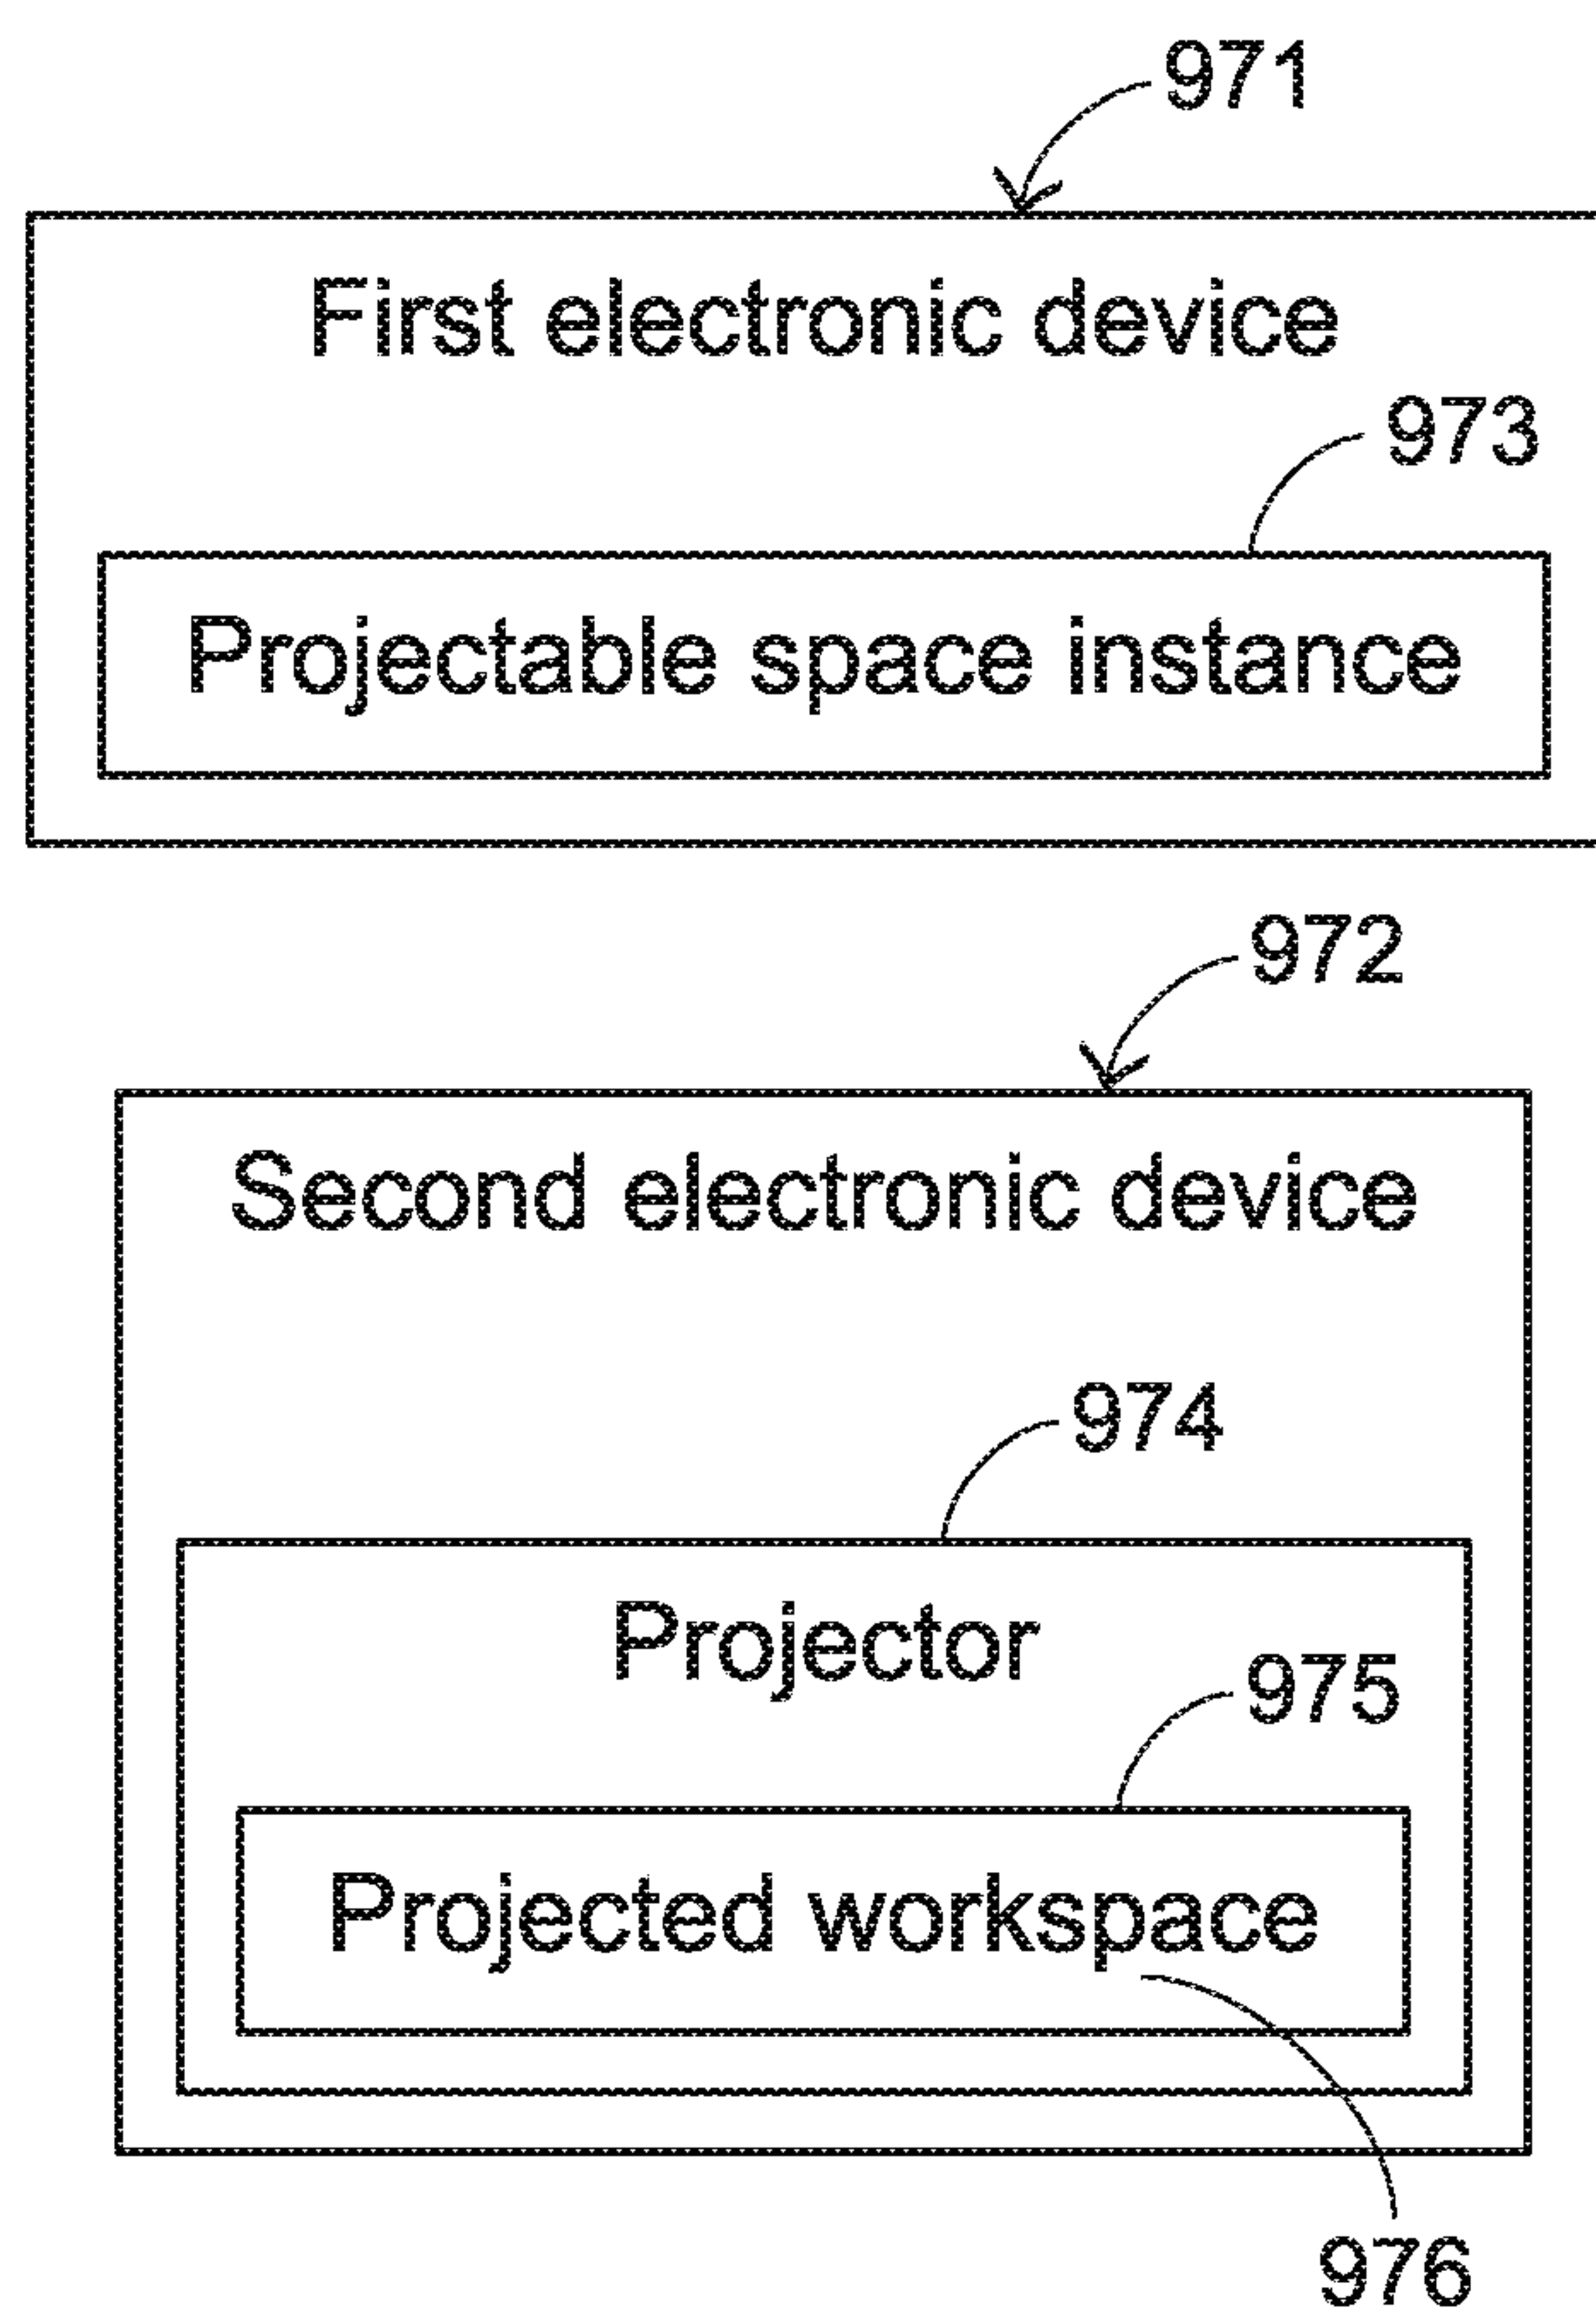 971
First electronic device
973
Projectable space instance
972
Second electronic device
974
Projector
975
Projected workspace
976